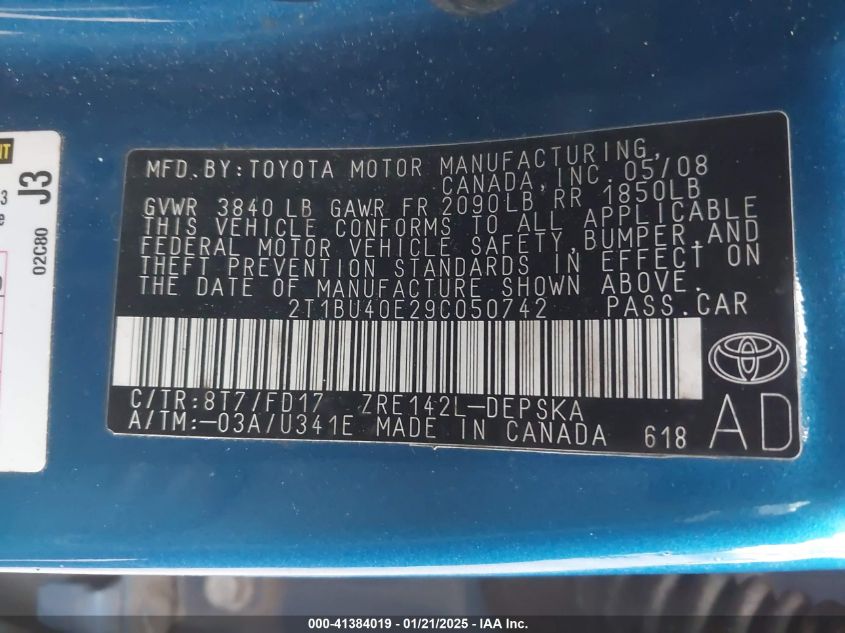 MFD.BY:TOYOTA MOTOR MANUFACTURING,
CANADA, INC. 05/08
GVWR 3840 LB GAWR FR 2090LB, RR 1850LB
THIS VEHICLE CONFORMS TO ALL APPLICABLE
FEDERAL MOTOR VEHICLE SAFETY, BUMPER, AND
THEFT PREVENTION STANDARDS IN EFFECT ON
THE DATE OF MANUFACTURE SHOWN ABOVE.
2T1BU40E29C050742 PASS.CAR
C/TR:8T7/FD17 ZRE142L-DEPSKA
A/TM:-03A/U341E MADE IN CANADA 618 AD
J3
02C80
000-41384019 - 01/21/2025 - IAA Inc.